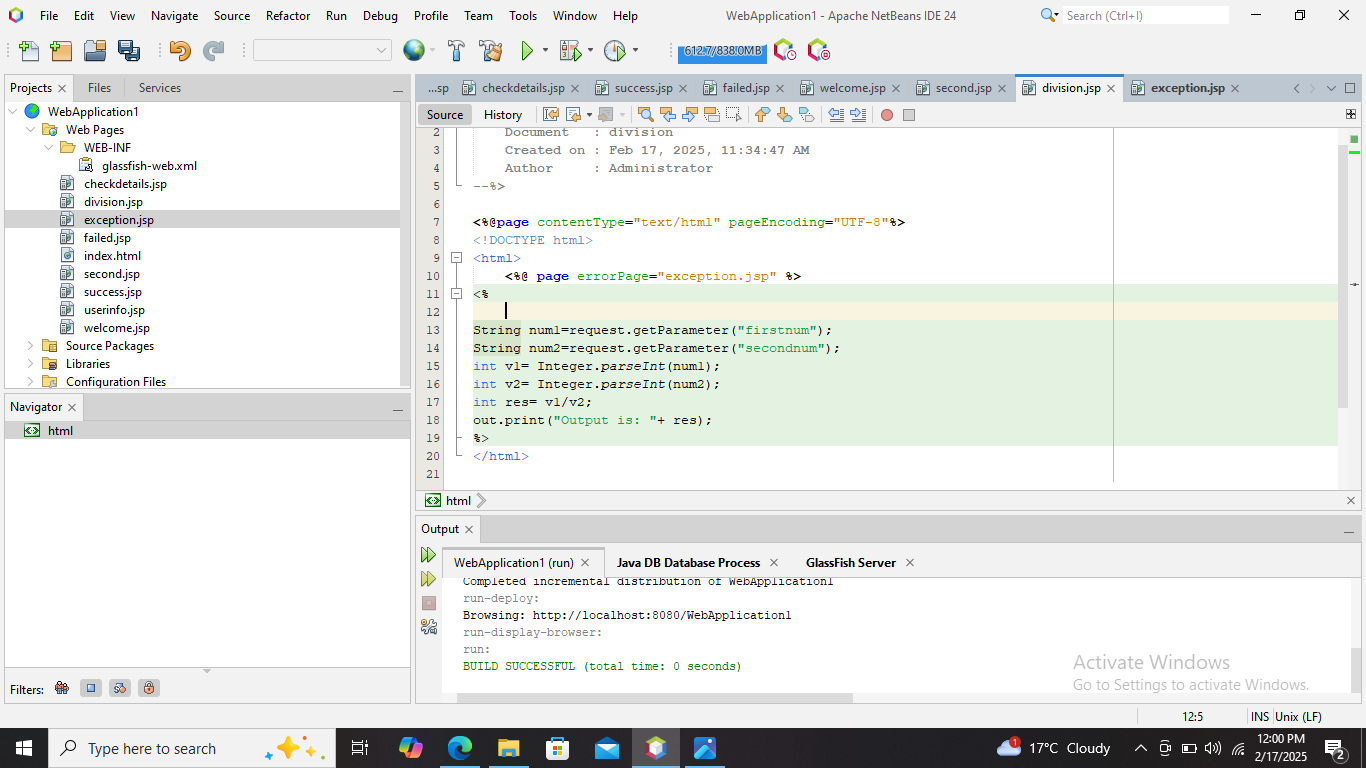 File Edit View Navigate Source Refactor Run Debug Profile Team Tools Window Help
WebApplication1 - Apache NetBeans IDE 24
Search (Ctrl+I)
612.7/838.0MB
Projects Files Services
WebApplication1
Web Pages
WEB-INF
glassfish-web.xml
checkdetails.jsp
division.jsp
exception.jsp
failed.jsp
index.html
second.jsp
success.jsp
userinfo.jsp
welcome.jsp
Source Packages
Libraries
Configuration Files
Navigator
html
Filters:
...sp checkdetails.jsp success.jsp failed.jsp welcome.jsp second.jsp division.jsp exception.jsp
Source History
2 Document : division
3 Created on : Feb 17, 2025, 11:34:47 AM
4 Author : Administrator
5 --%>
6
7 <%@page contentType="text/html" pageEncoding="UTF-8"%>
8 <!DOCTYPE html>
9 <html>
10 <%@ page errorPage="exception.jsp" %>
11 <%
12
13 String num1=request.getParameter("firstnum");
14 String num2=request.getParameter("secondnum");
15 int v1= Integer.parseInt(num1);
16 int v2= Integer.parseInt(num2);
17 int res= v1/v2;
18 out.print("Output is: "+ res);
19 %>
20 </html>
21
html
Output
WebApplication1 (run) Java DB Database Process GlassFish Server
Completed incremental distribution of WebApplication1
run-deploy:
Browsing: http://localhost:8080/WebApplication1
run-display-browser:
run:
BUILD SUCCESSFUL (total time: 0 seconds)
Activate Windows
Go to Settings to activate Windows.
12:5 INS Unix (LF)
Type here to search
1
17°C Cloudy
12:00 PM
2/17/2025
2